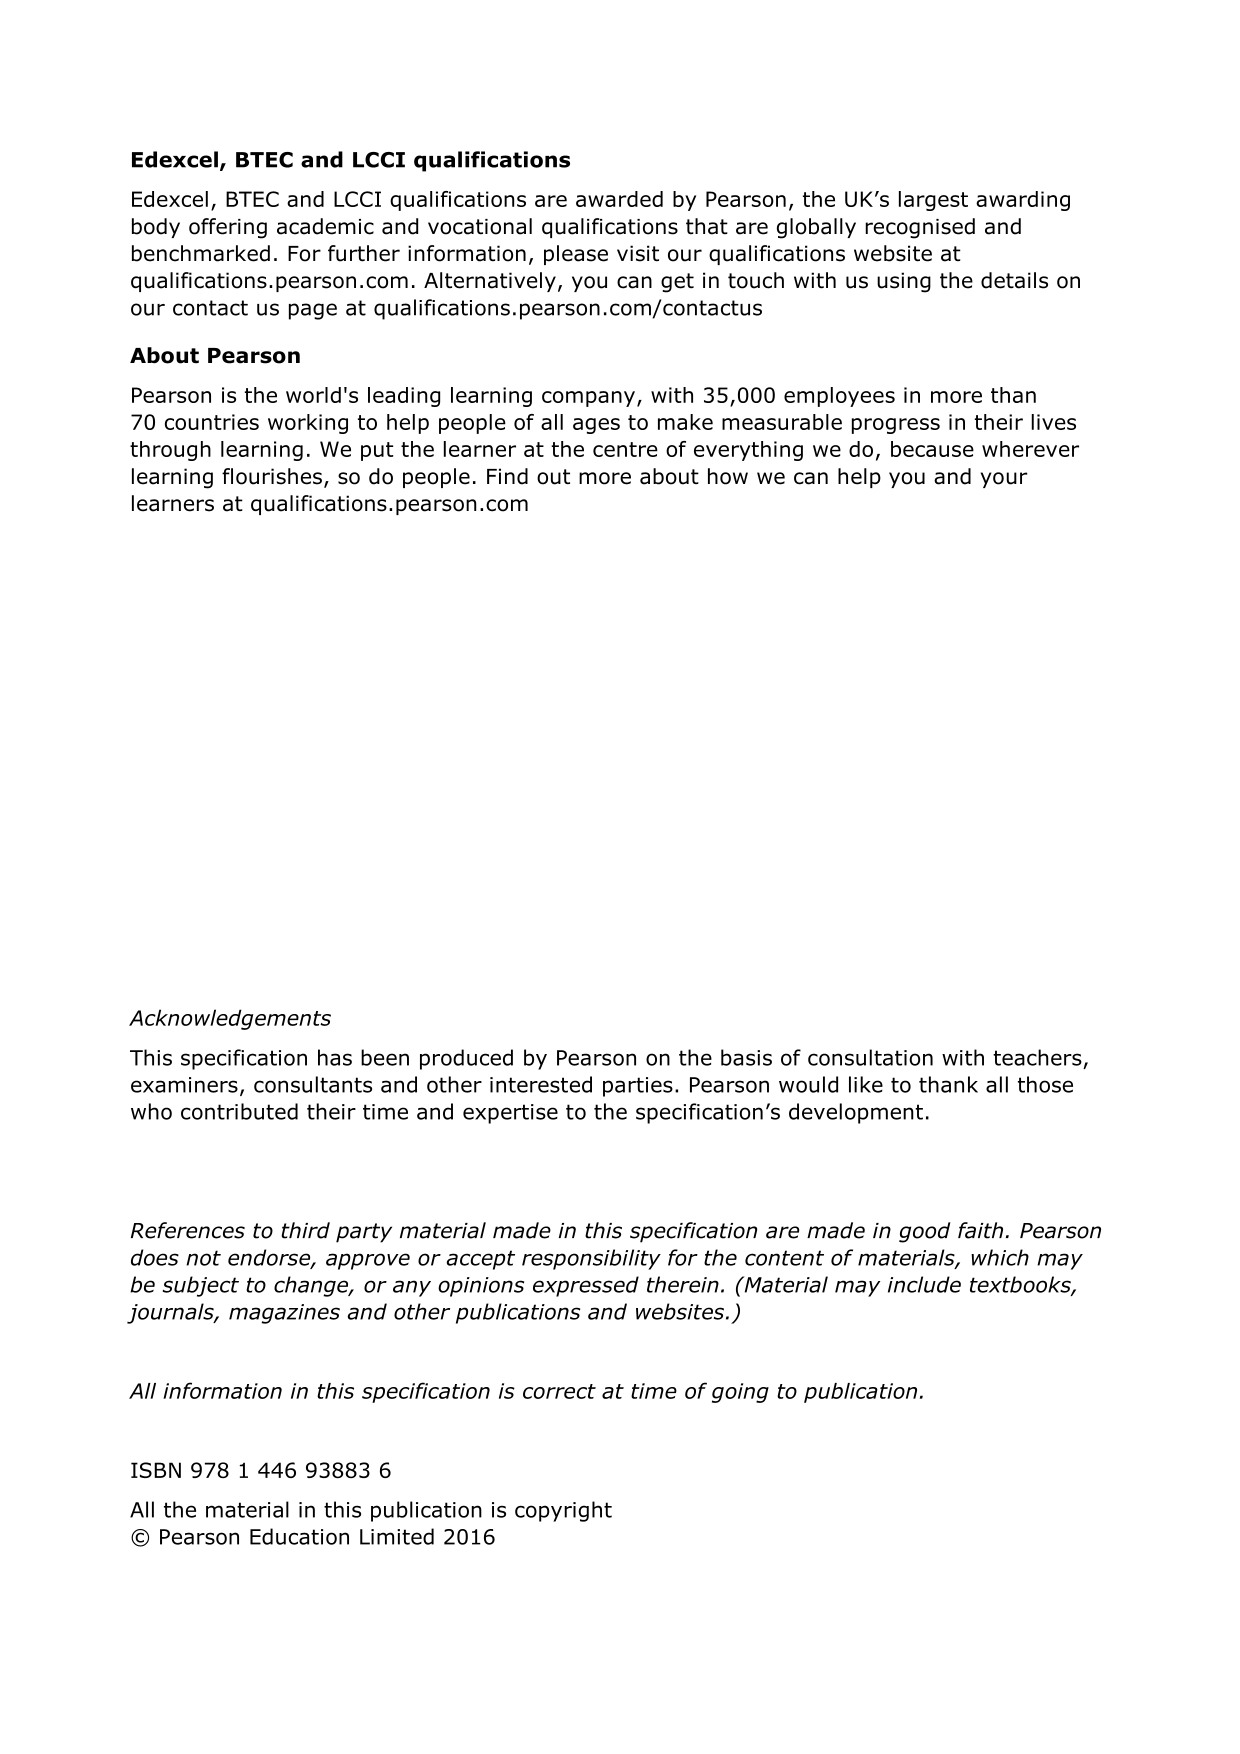 Edexcel, BTEC and LCCI qualifications
Edexcel, BTEC and LCCI qualifications are awarded by Pearson, the UK’s largest awarding
body offering academic and vocational qualifications that are globally recognised and
benchmarked. For further information, please visit our qualifications website at
qualifications.pearson.com. Alternatively, you can get in touch with us using the details on
our contact us page at qualifications.pearson.com/contactus
About Pearson
Pearson is the world's leading learning company, with 35,000 employees in more than
70 countries working to help people of all ages to make measurable progress in their lives
through learning. We put the learner at the centre of everything we do, because wherever
learning flourishes, so do people. Find out more about how we can help you and your
learners at qualifications.pearson.com
Acknowledgements
This specification has been produced by Pearson on the basis of consultation with teachers,
examiners, consultants and other interested parties. Pearson would like to thank all those
who contributed their time and expertise to the specification’s development.
References to third party material made in this specification are made in good faith. Pearson
does not endorse, approve or accept responsibility for the content of materials, which may
be subject to change, or any opinions expressed therein. (Material may include textbooks,
journals, magazines and other publications and websites.)
All information in this specification is correct at time of going to publication.
ISBN 978 1 446 93883 6
All the material in this publication is copyright
© Pearson Education Limited 2016